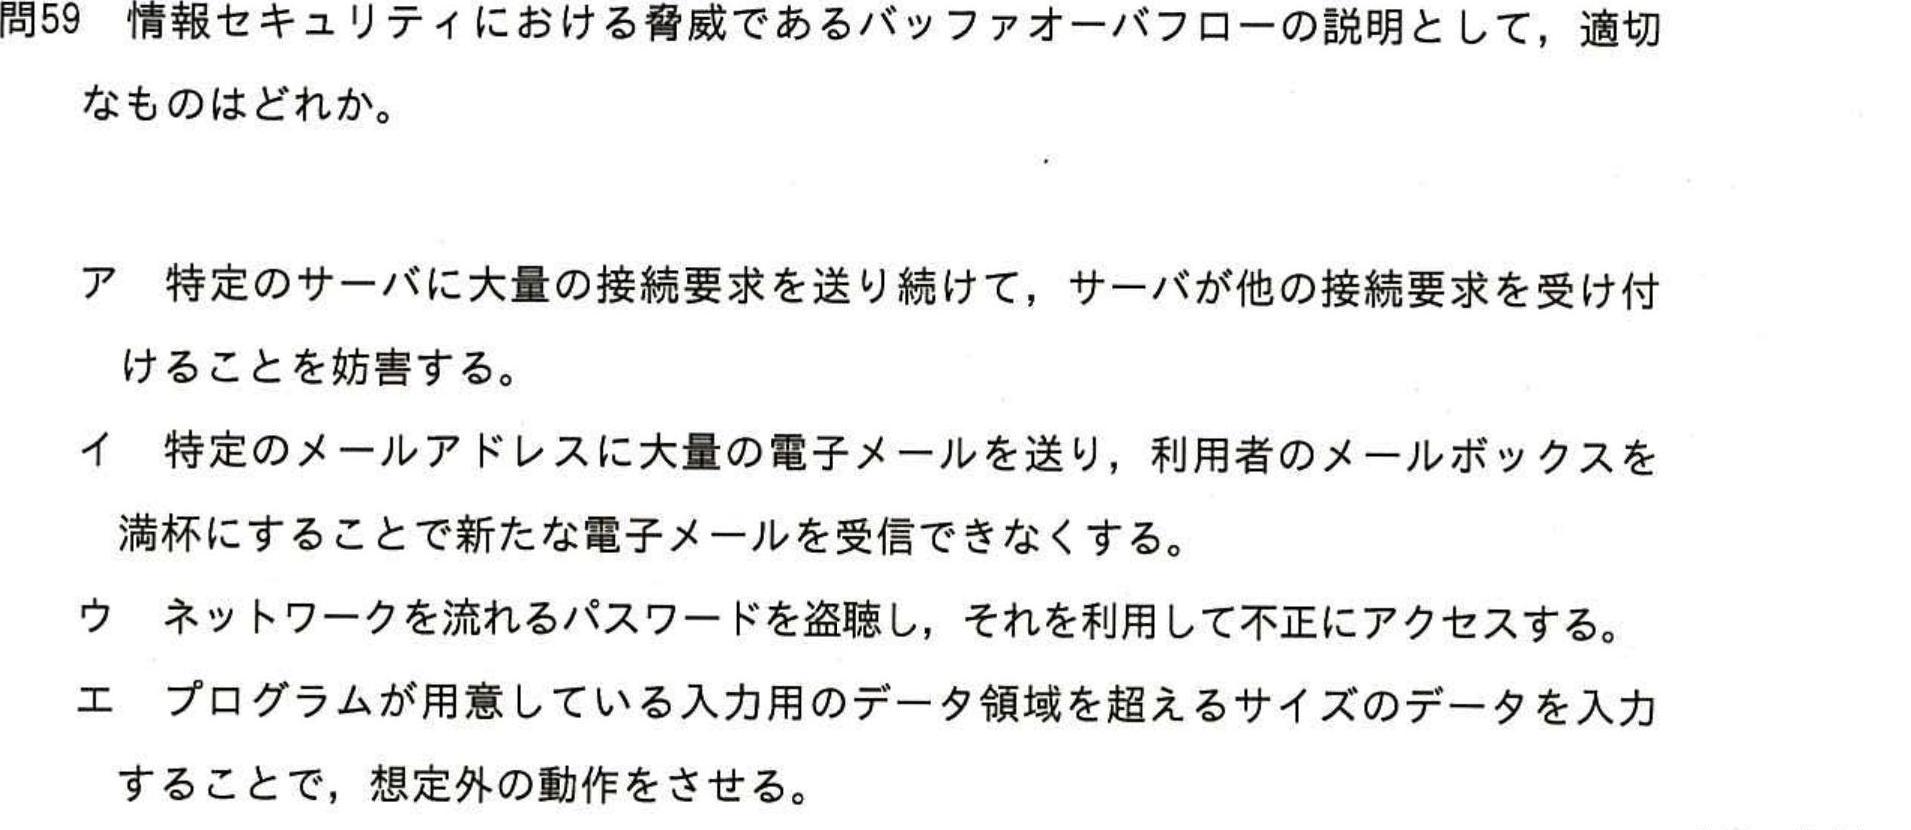 問59　情報セキュリティにおける脅威であるバッファオーバフローの説明として，適切
なものはどれか。
ア　特定のサーバに大量の接続要求を送り続けて，サーバが他の接続要求を受け付
けることを妨害する。
イ　特定のメールアドレスに大量の電子メールを送り，利用者のメールボックスを
満杯にすることで新たな電子メールを受信できなくする。
ウ　ネットワークを流れるパスワードを盗聴し，それを利用して不正にアクセスする。
エ　プログラムが用意している入力用のデータ領域を超えるサイズのデータを入力
することで，想定外の動作をさせる。